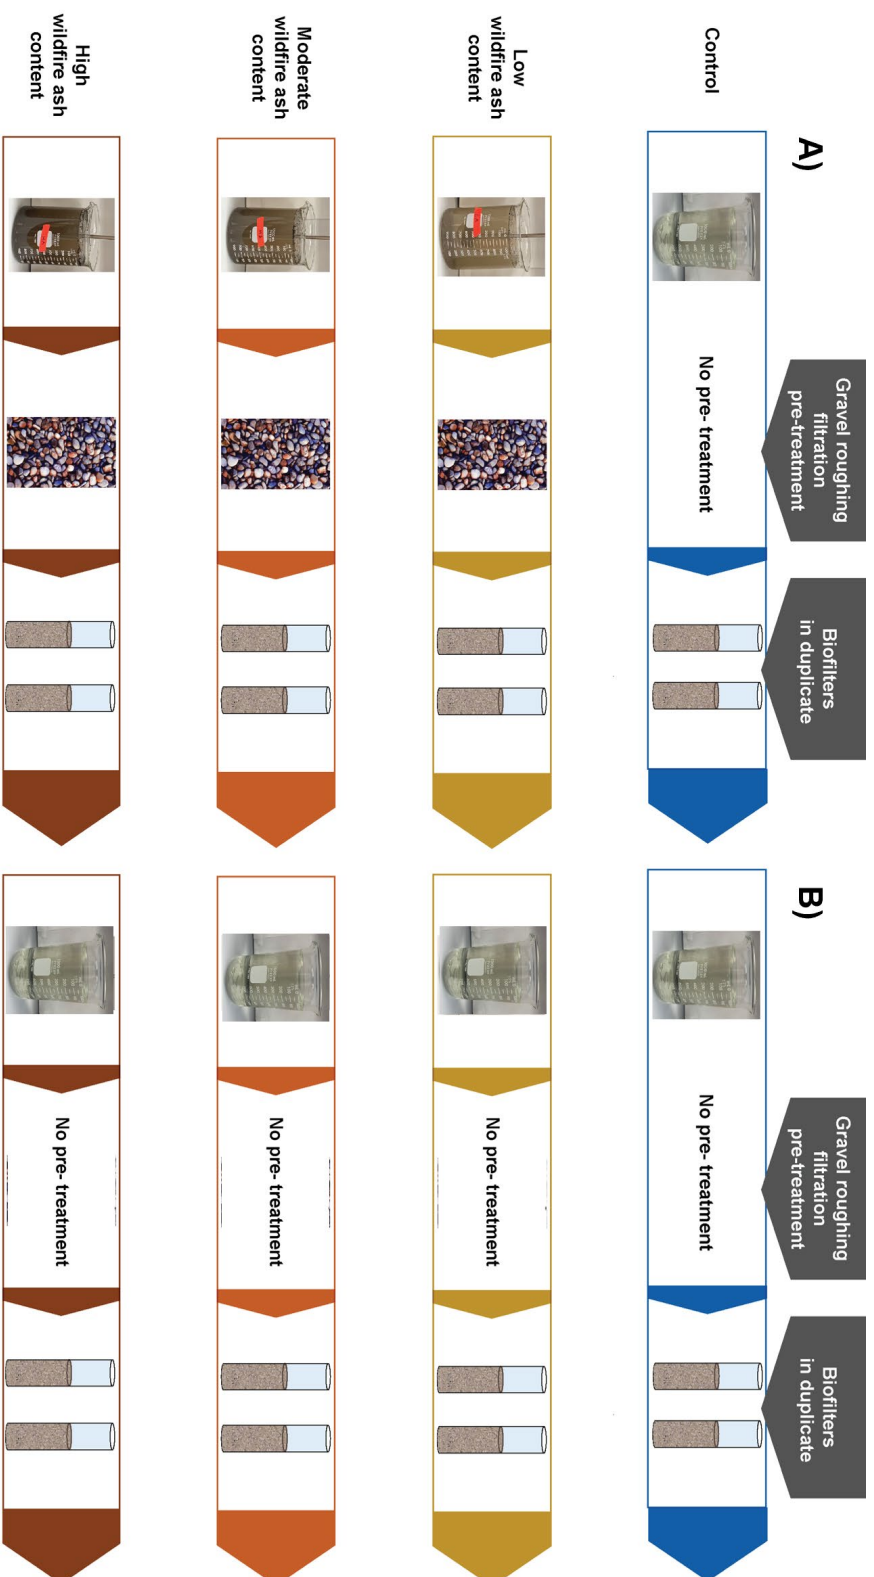 A)
Gravel roughing
filtration
pre-treatment
Biofilters
in duplicate
Control
No pre- treatment
Low
wildfire ash
content
Moderate
wildfire ash
content
High
wildfire ash
content
B)
Gravel roughing
filtration
pre-treatment
Biofilters
in duplicate
No pre- treatment
No pre- treatment
No pre- treatment
No pre- treatment